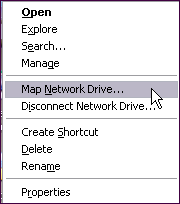 Open
Explore
Search...
Manage
Map Network Drive...
Disconnect Network Drive...
Create Shortcut
Delete
Rename
Properties